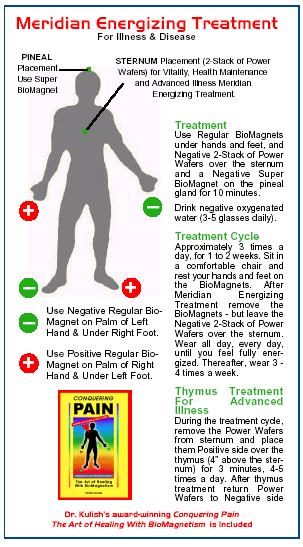 Meridian Energizing Treatment
For Illness & Disease
PINEAL
Placement
Use Super
BioMagnet
STERNUM Placement (2-Stack of Power
Wafers) for Vitality, Health Maintenance
and Advanced Illness Meridian
Energizing Treatment.
Treatment
Use Regular BioMagnets
under hands and feet, and
Negative 2-Stack of Power
Wafers over the sternum
and a Negative Super
BioMagnet on the pineal
gland for 10 minutes.
Drink negative oxygenated
water (3-5 glasses daily).
Treatment Cycle
Approximately 3 times a
day, for 1 to 2 weeks. Sit in
a comfortable chair and
rest your hands and feet on
the BioMagnets. After
Meridian Energizing
Treatment remove the
BioMagnets - but leave the
Negative 2-Stack of Power
Wafers over the sternum.
Wear all day, every day,
until you feel fully ener-
gized. Thereafter, wear 3 -
4 times a week.
Use Negative Regular Bio-
Magnet on Palm of Left
Hand & Under Right Foot.
Use Positive Regular Bio-
Magnet on Palm of Right
Hand & Under Left Foot.
Thymus Treatment
For Advanced
Illness
During the treatment cycle,
remove the Power Wafers
from sternum and place
them Positive side over the
thymus (4" above the ster-
num) for 3 minutes, 4-5
times a day. After thymus
treatment return Power
Wafers to Negative side
CONQUERING
PAIN
The Art of Healing
With BioMagnetism
Dr. Kulish's award-winning Conquering Pain
The Art of Healing With BioMagnetism is Included